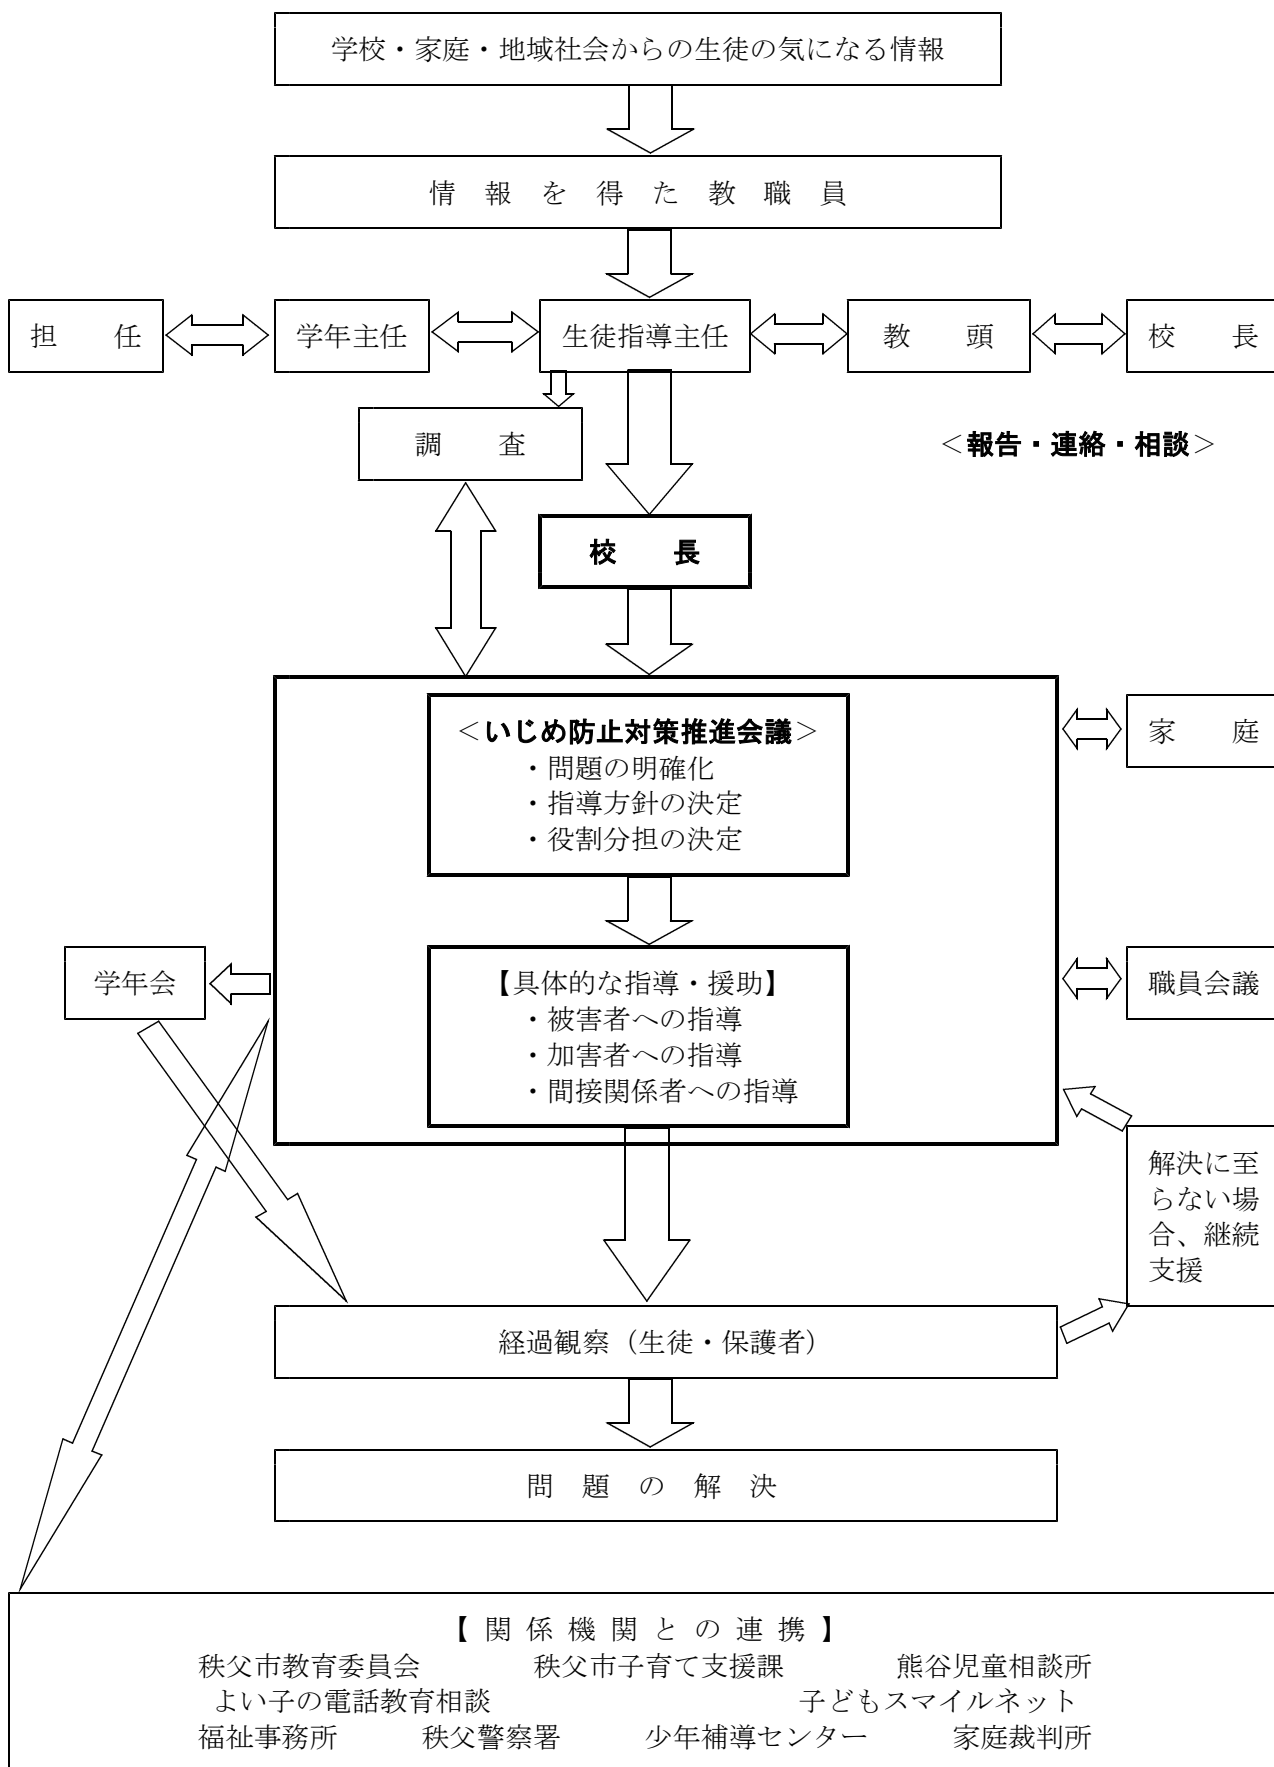 学校・家庭・地域社会からの生徒の気になる情報
情報を得た教職員
担任
学年主任
生徒指導主任
教頭
校長
調査
＜報告・連絡・相談＞
校長
＜いじめ防止対策推進会議＞
・問題の明確化
・指導方針の決定
・役割分担の決定
家庭
学年会
【具体的な指導・援助】
・被害者への指導
・加害者への指導
・間接関係者への指導
職員会議
解決に至
らない場
合、継続
支援
経過観察（生徒・保護者）
問題の解決
【関係機関との連携】
秩父市教育委員会 秩父市子育て支援課 熊谷児童相談所
よい子の電話教育相談 子どもスマイルネット
福祉事務所 秩父警察署 少年補導センター 家庭裁判所